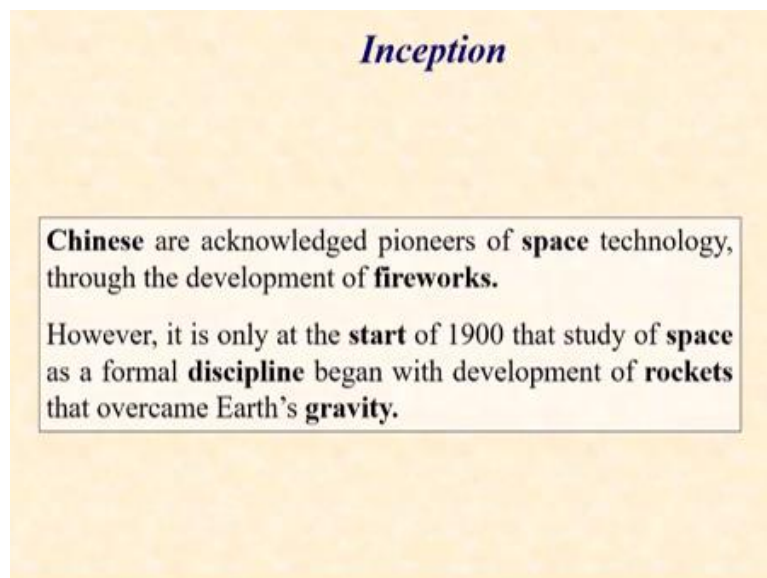 Inception
Chinese are acknowledged pioneers of space technology,
through the development of fireworks.
However, it is only at the start of 1900 that study of space
as a formal discipline began with development of rockets
that overcame Earth’s gravity.